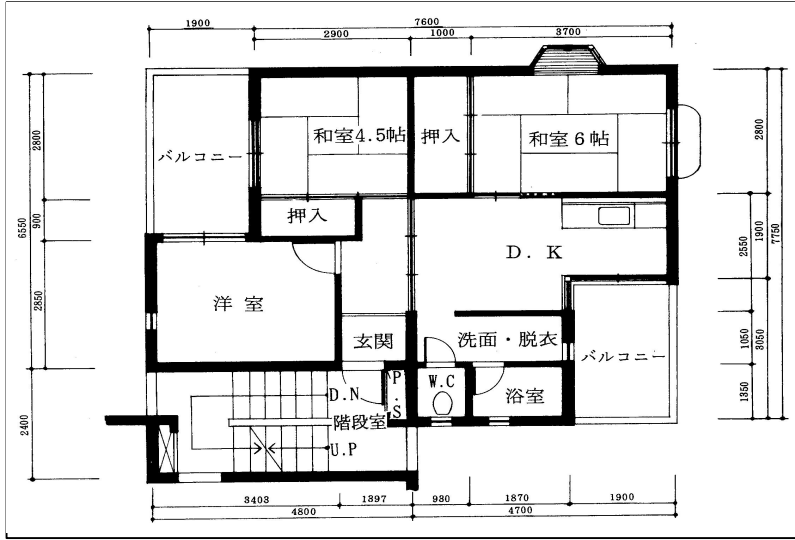 1900
7600
2900
1000
3700
和室4.5帖
押入
和室6帖
バルコニー
押入
D. K
洋室
玄関
洗面・脱衣
バルコニー
W.C
浴室
P.S
D.N
階段室
U.P
6550
2800
900
2850
2400
2800
2550
1900
7750
1050
3050
1350
3403
1397
980
1870
1900
4800
4700